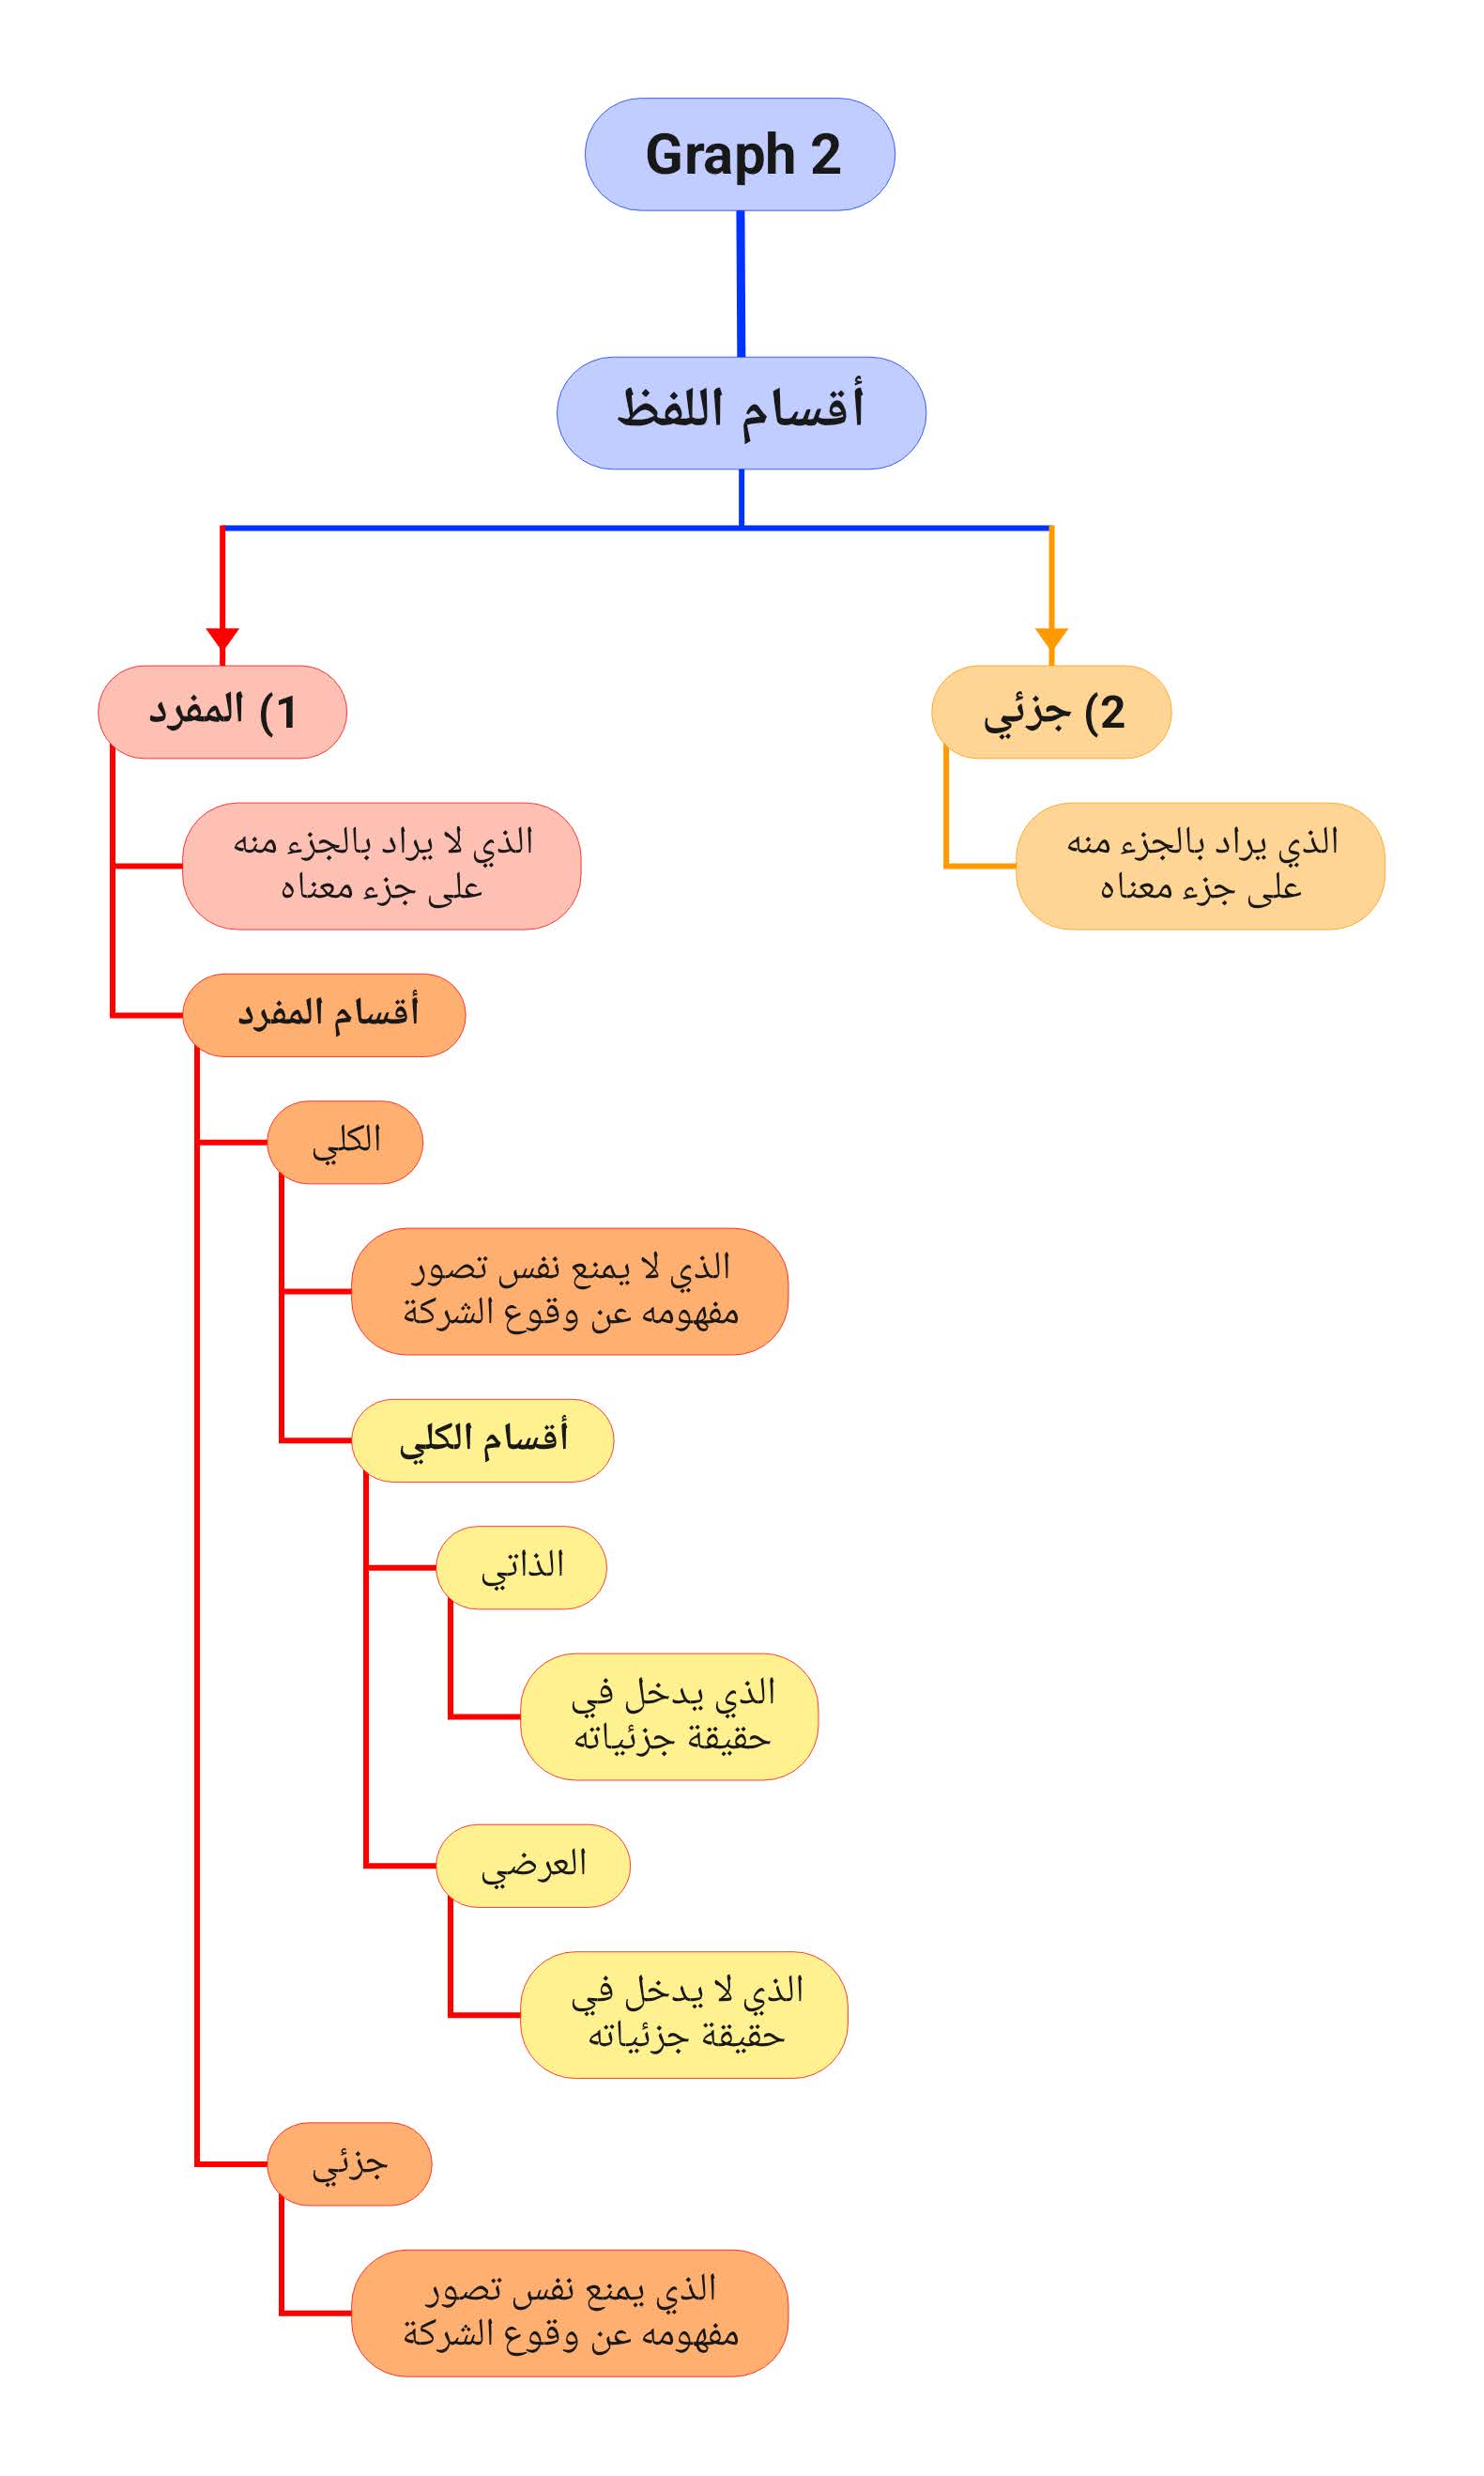 Graph 2
أقسام اللفظ
1) المفرد
الذي لا يراد بالجزء منه
على جزء معناه
أقسام المفرد
الكلي
الذي لا يمنع نفس تصور
مفهومه عن وقوع الشركة
أقسام الكلي
الذاتي
الذي يدخل في
حقيقة جزئياته
العرضي
الذي لا يدخل في
حقيقة جزئياته
جزئي
الذي يمنع نفس تصور
مفهومه عن وقوع الشركة
2) جزئي
الذي يراد بالجزء منه
على جزء معناه